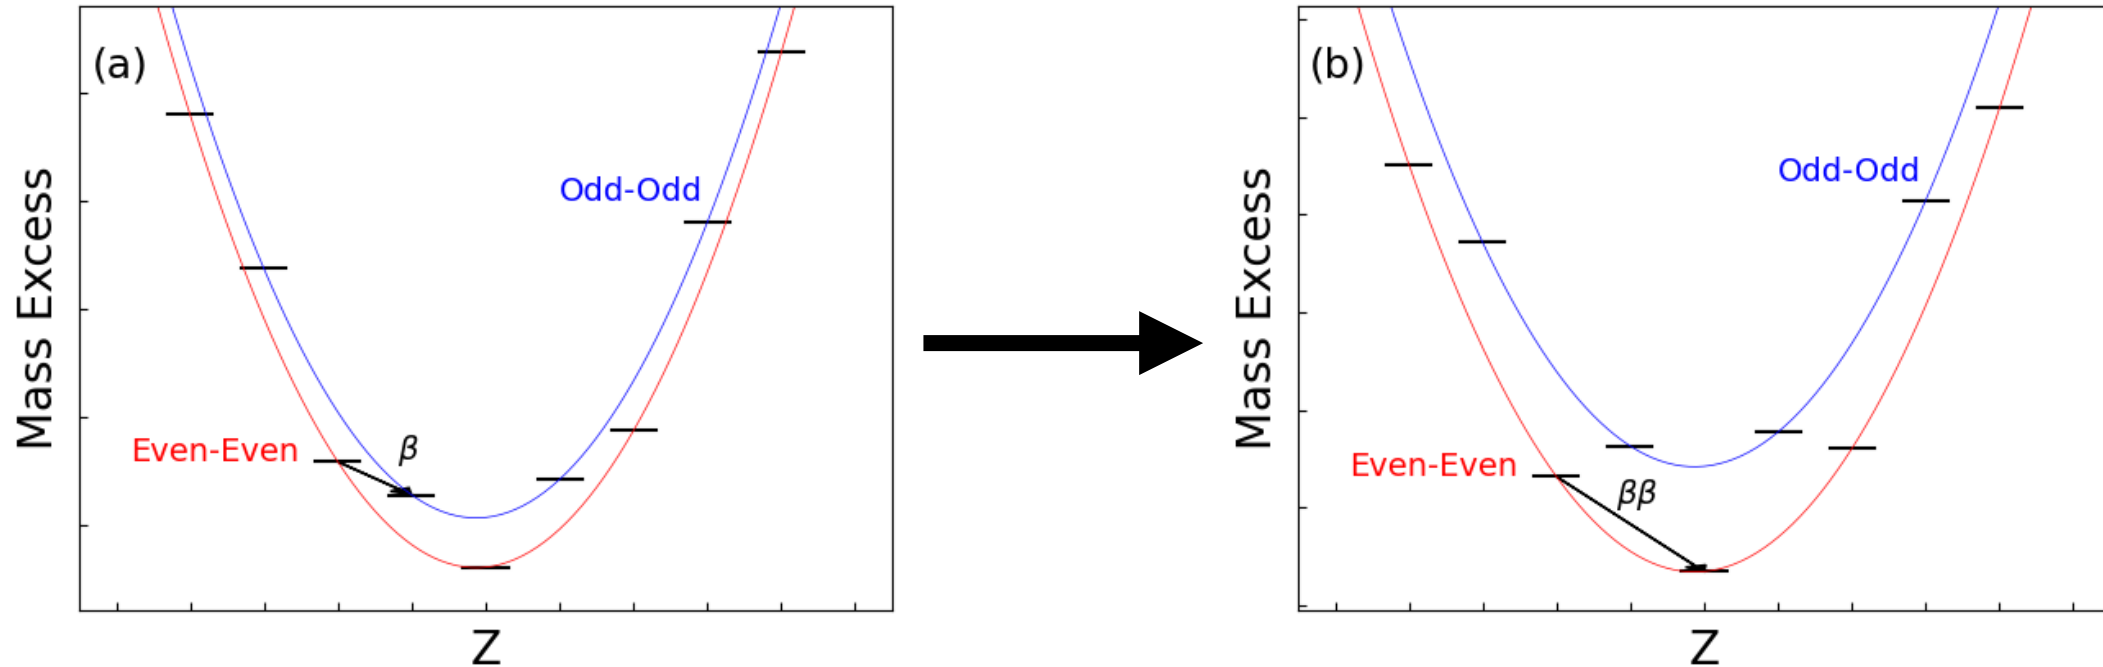 (a)
Mass Excess
Odd-Odd
Even-Even
β
Z
(b)
Mass Excess
Odd-Odd
Even-Even
ββ
Z